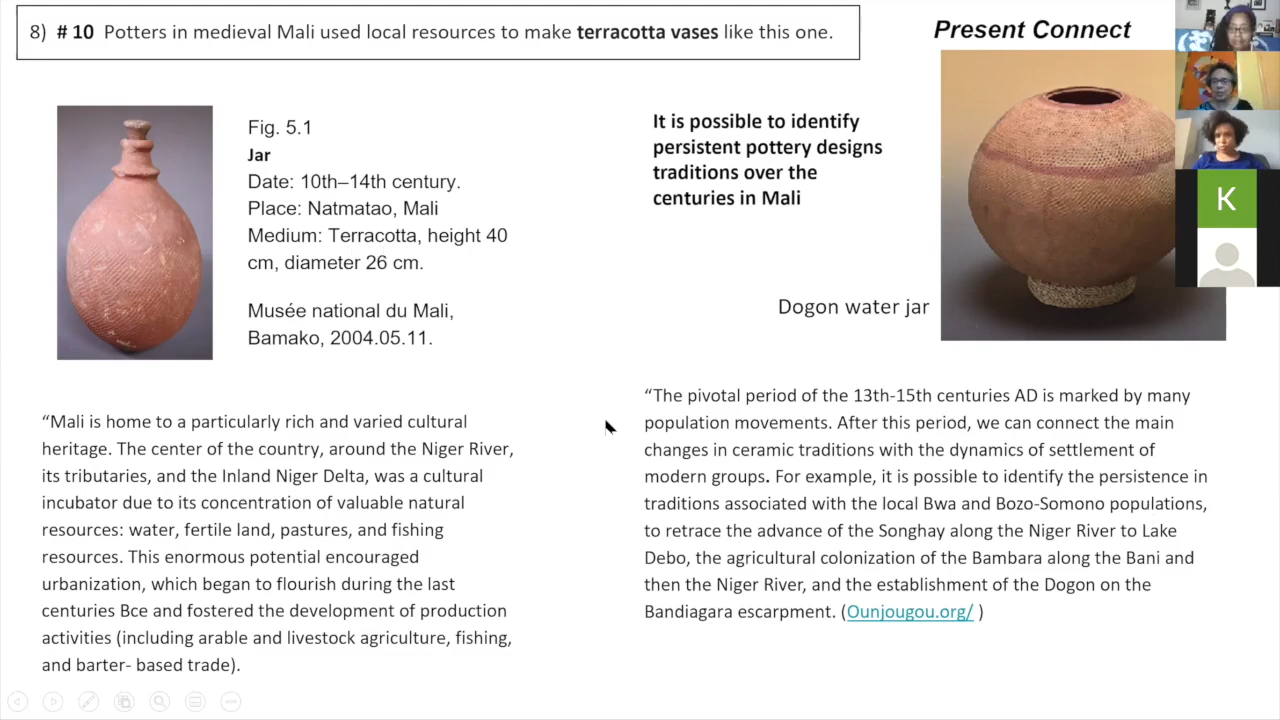 8) # 10 Potters in medieval Mali used local resources to make terracotta vases like this one.
Present Connect
Fig. 5.1
Jar
Date: 10th–14th century.
Place: Natmatao, Mali
Medium: Terracotta, height 40
cm, diameter 26 cm.
Musée national du Mali,
Bamako, 2004.05.11.
It is possible to identify
persistent pottery designs
traditions over the
centuries in Mali
Dogon water jar
K
“Mali is home to a particularly rich and varied cultural
heritage. The center of the country, around the Niger River,
its tributaries, and the Inland Niger Delta, was a cultural
incubator due to its concentration of valuable natural
resources: water, fertile land, pastures, and fishing
resources. This enormous potential encouraged
urbanization, which began to flourish during the last
centuries Bce and fostered the development of production
activities (including arable and livestock agriculture, fishing,
and barter- based trade).
“The pivotal period of the 13th-15th centuries AD is marked by many
population movements. After this period, we can connect the main
changes in ceramic traditions with the dynamics of settlement of
modern groups. For example, it is possible to identify the persistence in
traditions associated with the local Bwa and Bozo-Somono populations,
to retrace the advance of the Songhay along the Niger River to Lake
Debo, the agricultural colonization of the Bambara along the Bani and
then the Niger River, and the establishment of the Dogon on the
Bandiagara escarpment. (Ounjougou.org/ )